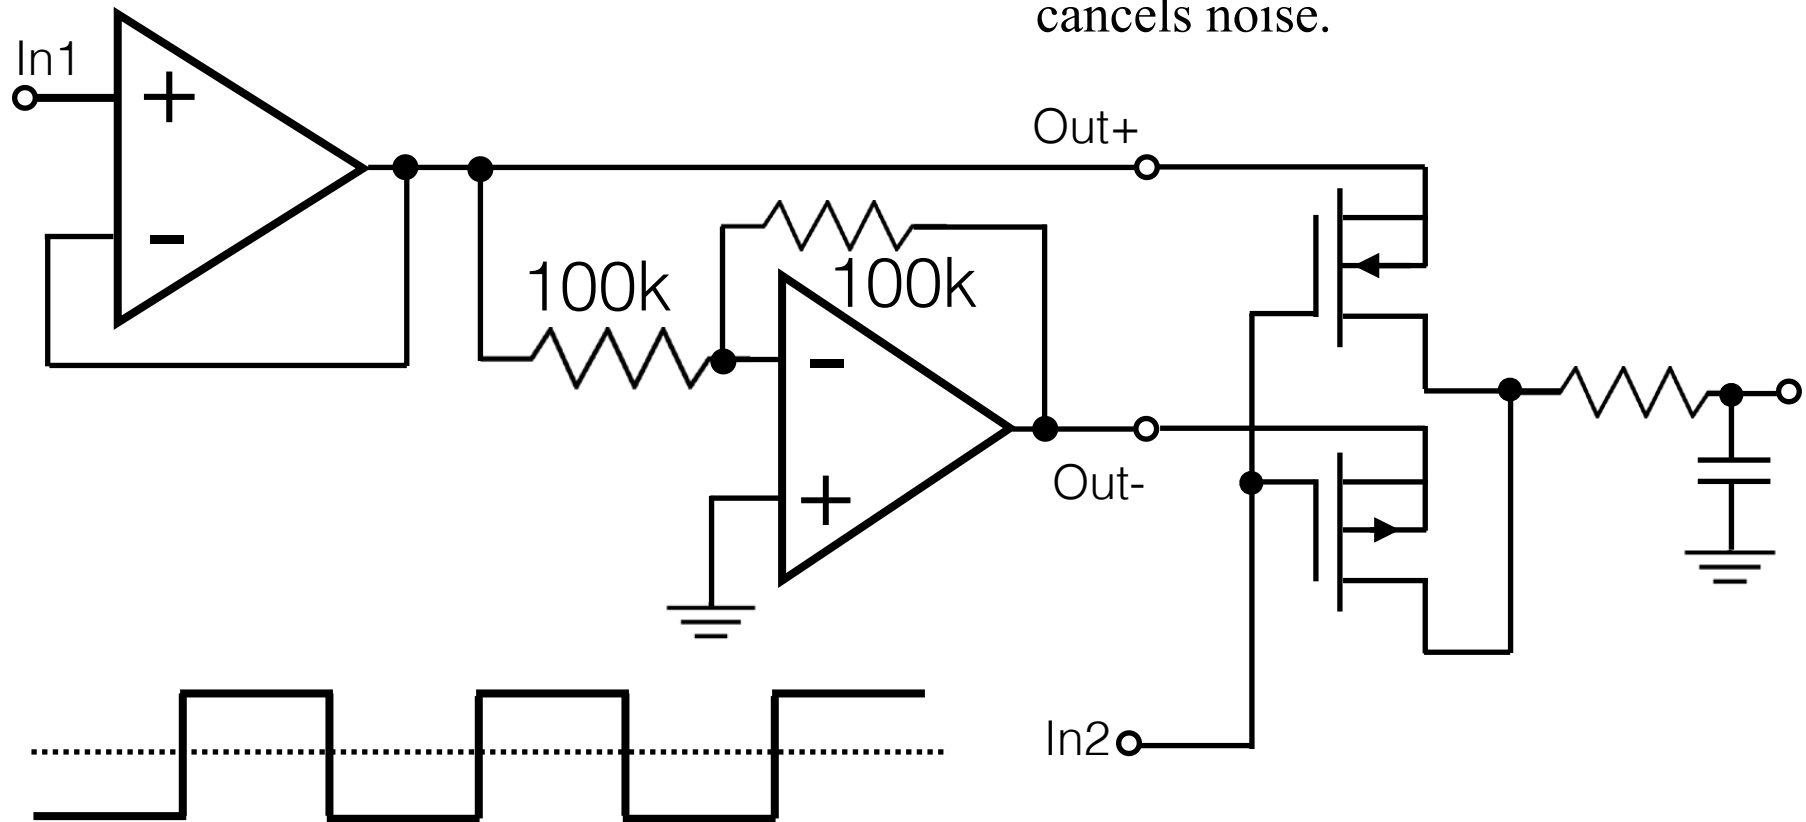 cancels noise.
In1
+
-
Out+
100k
100k
-
+
Out-
In2